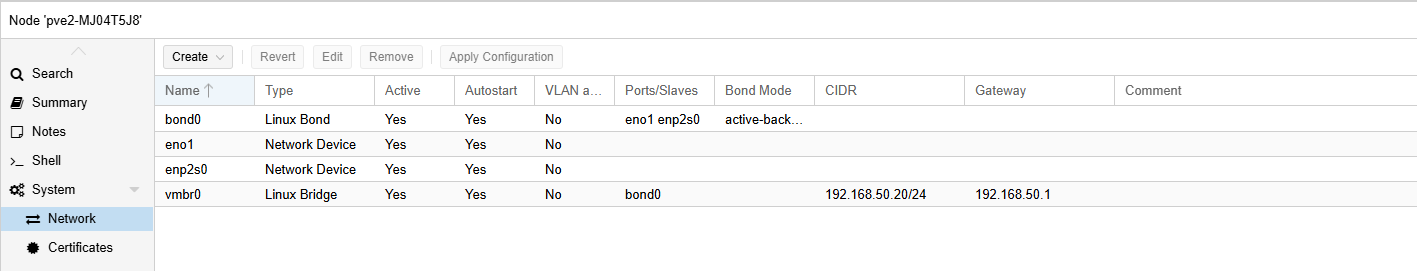 Node 'pve2-MJ04T5J8'
Search
Summary
Notes
Shell
System
Network
Certificates
Create Revert Edit Remove Apply Configuration
Name Type Active Autostart VLAN a... Ports/Slaves Bond Mode CIDR Gateway Comment
bond0 Linux Bond Yes Yes No eno1 enp2s0 active-back...
eno1 Network Device Yes Yes No
enp2s0 Network Device Yes Yes No
vmbr0 Linux Bridge Yes Yes No bond0 192.168.50.20/24 192.168.50.1